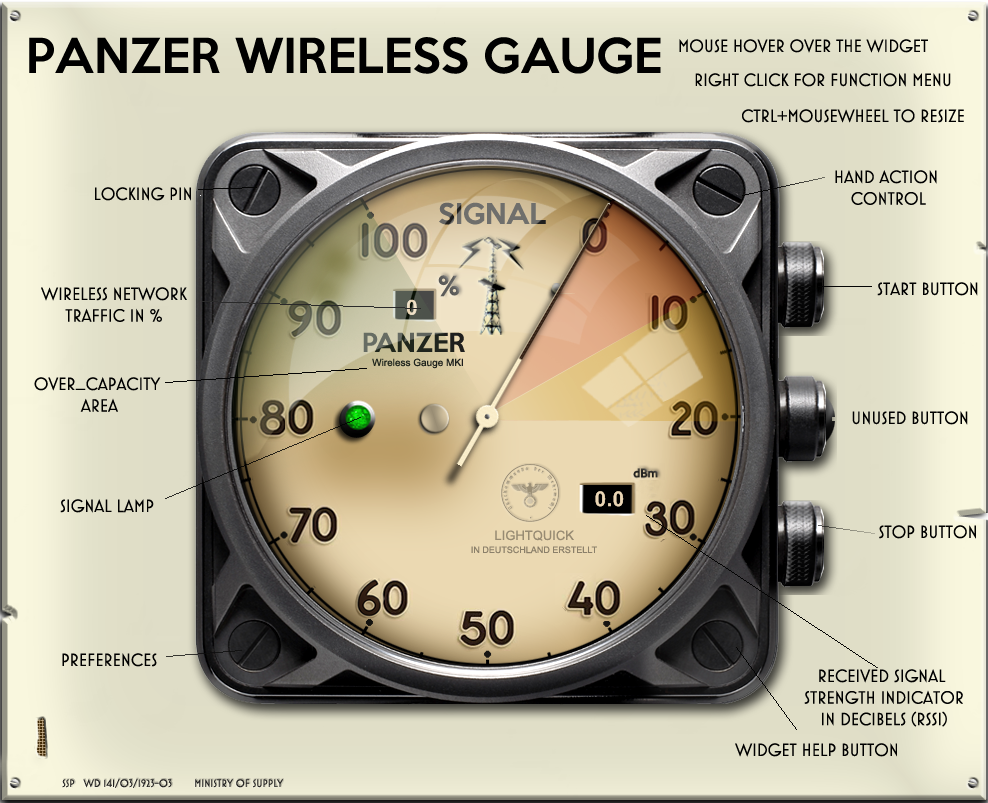 PANZER WIRELESS GAUGE
MOUSE HOVER OVER THE WIDGET
RIGHT CLICK FOR FUNCTION MENU
CTRL+MOUSEWHEEL TO RESIZE
LOCKING PIN
HAND ACTION
CONTROL
SIGNAL
100
0
%
0
WIRELESS NETWORK
TRAFFIC IN %
START BUTTON
90
10
PANZER
Wireless Gauge MKI
OVER_CAPACITY
AREA
80
20
UNUSED BUTTON
dBm
0.0
SIGNAL LAMP
70
30
LIGHTQUICK
IN DEUTSCHLAND ERSTELLT
STOP BUTTON
60
40
50
PREFERENCES
RECEIVED SIGNAL
STRENGTH INDICATOR
IN DECIBELS (RSSI)
WIDGET HELP BUTTON
SSP WD 141/03/1923-03 MINISTRY OF SUPPLY